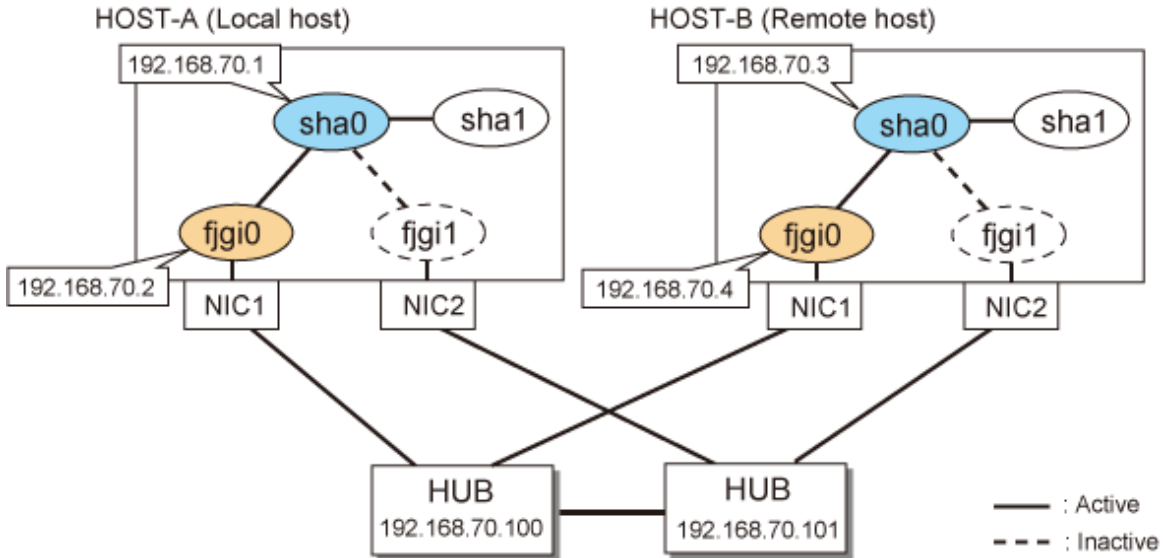 HOST-A (Local host)
HOST-B (Remote host)
192.168.70.1
192.168.70.3
sha0
sha1
sha0
sha1
fjgi0
fjgi1
fjgi0
fjgi1
192.168.70.2
192.168.70.4
NIC1
NIC2
NIC1
NIC2
HUB
192.168.70.100
HUB
192.168.70.101
: Active
: Inactive